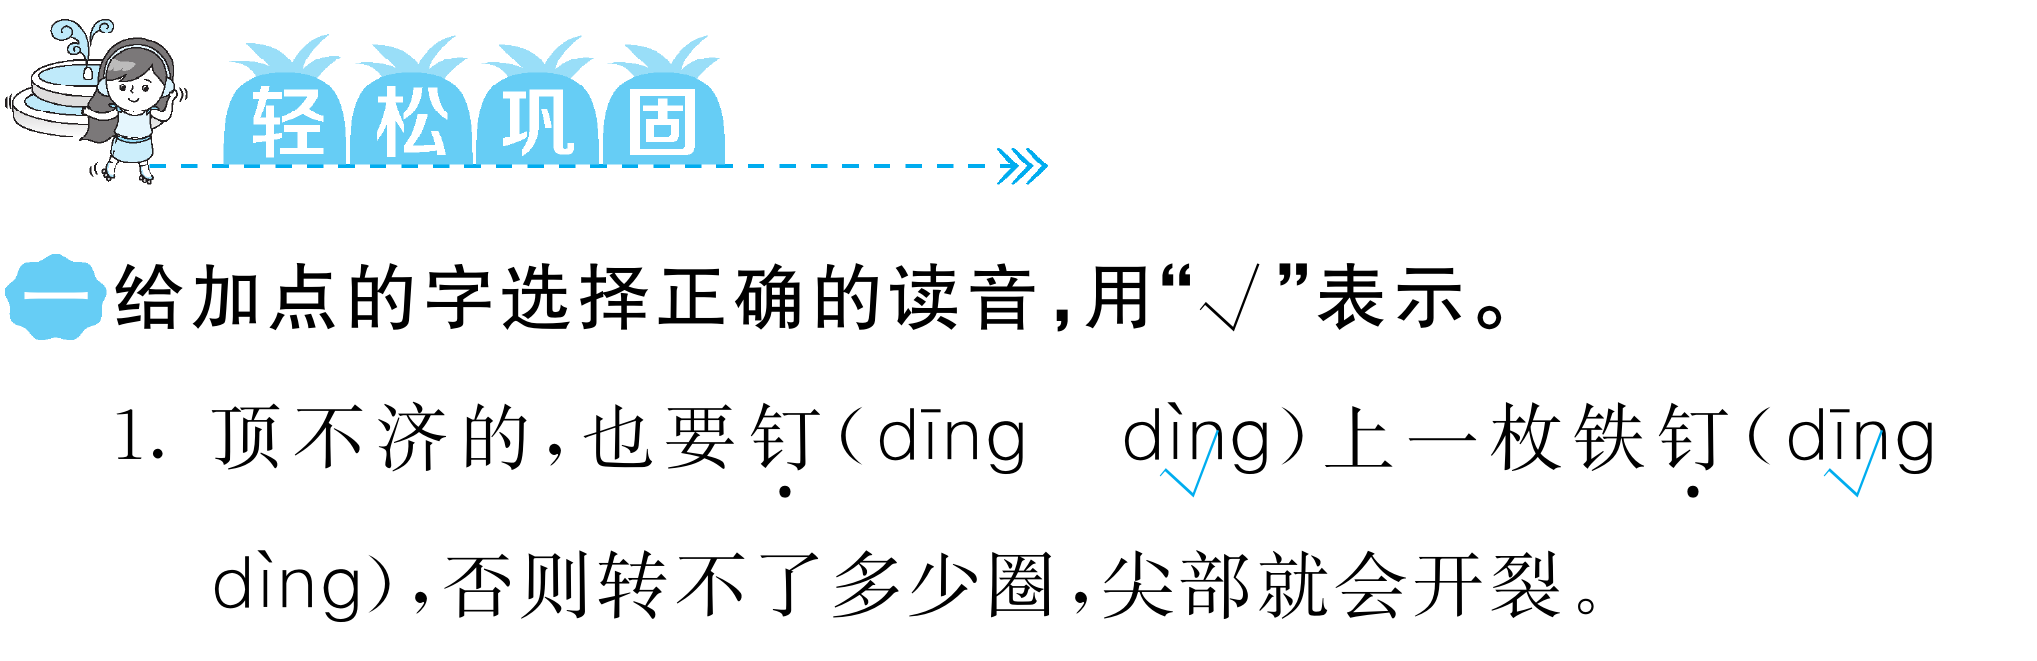 轻松巩固
一 给加点的字选择正确的读音,用“√”表示。
1. 顶不济的,也要钉(dīng dìng)上一枚铁钉(dīng
dìng),否则转不了多少圈,尖部就会开裂。